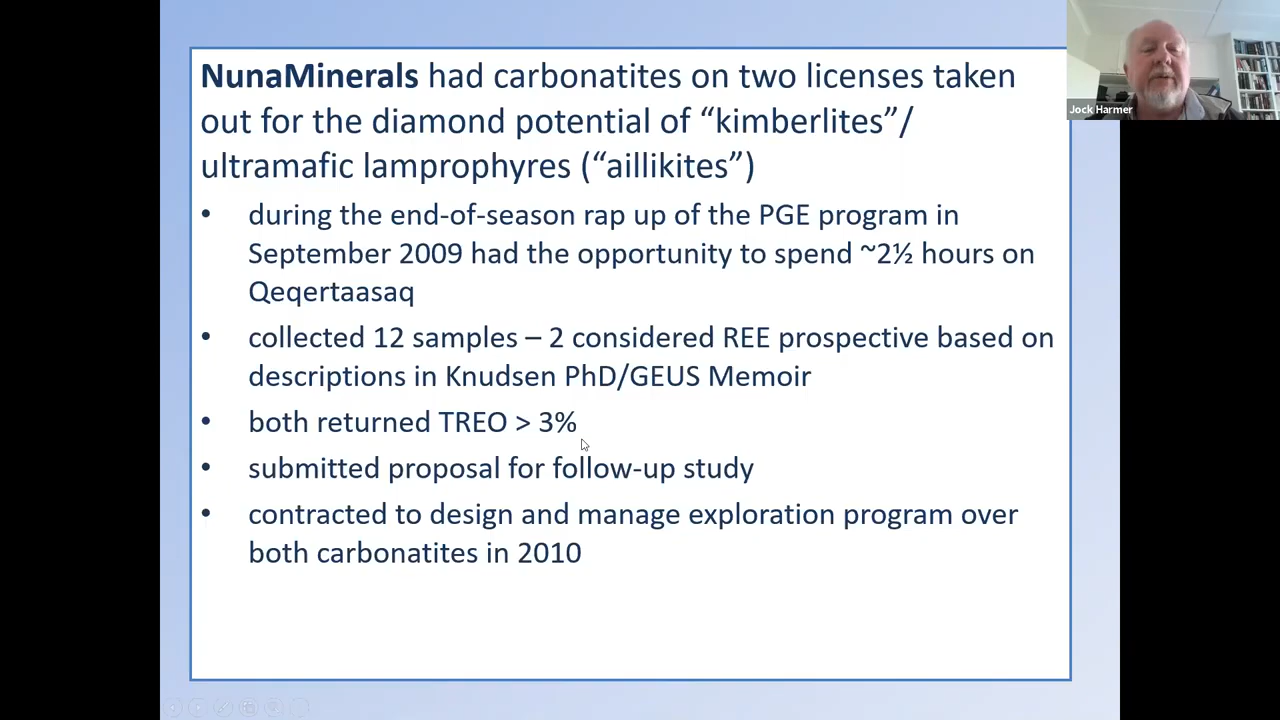 NunaMinerals had carbonatites on two licenses taken
out for the diamond potential of “kimberlites”/
ultramafic lamprophyres (“aillikites”)
• during the end-of-season rap up of the PGE program in
September 2009 had the opportunity to spend ~2½ hours on
Qeqertaasaq
• collected 12 samples – 2 considered REE prospective based on
descriptions in Knudsen PhD/GEUS Memoir
• both returned TREO > 3%
• submitted proposal for follow-up study
• contracted to design and manage exploration program over
both carbonatites in 2010
Jock Harmer